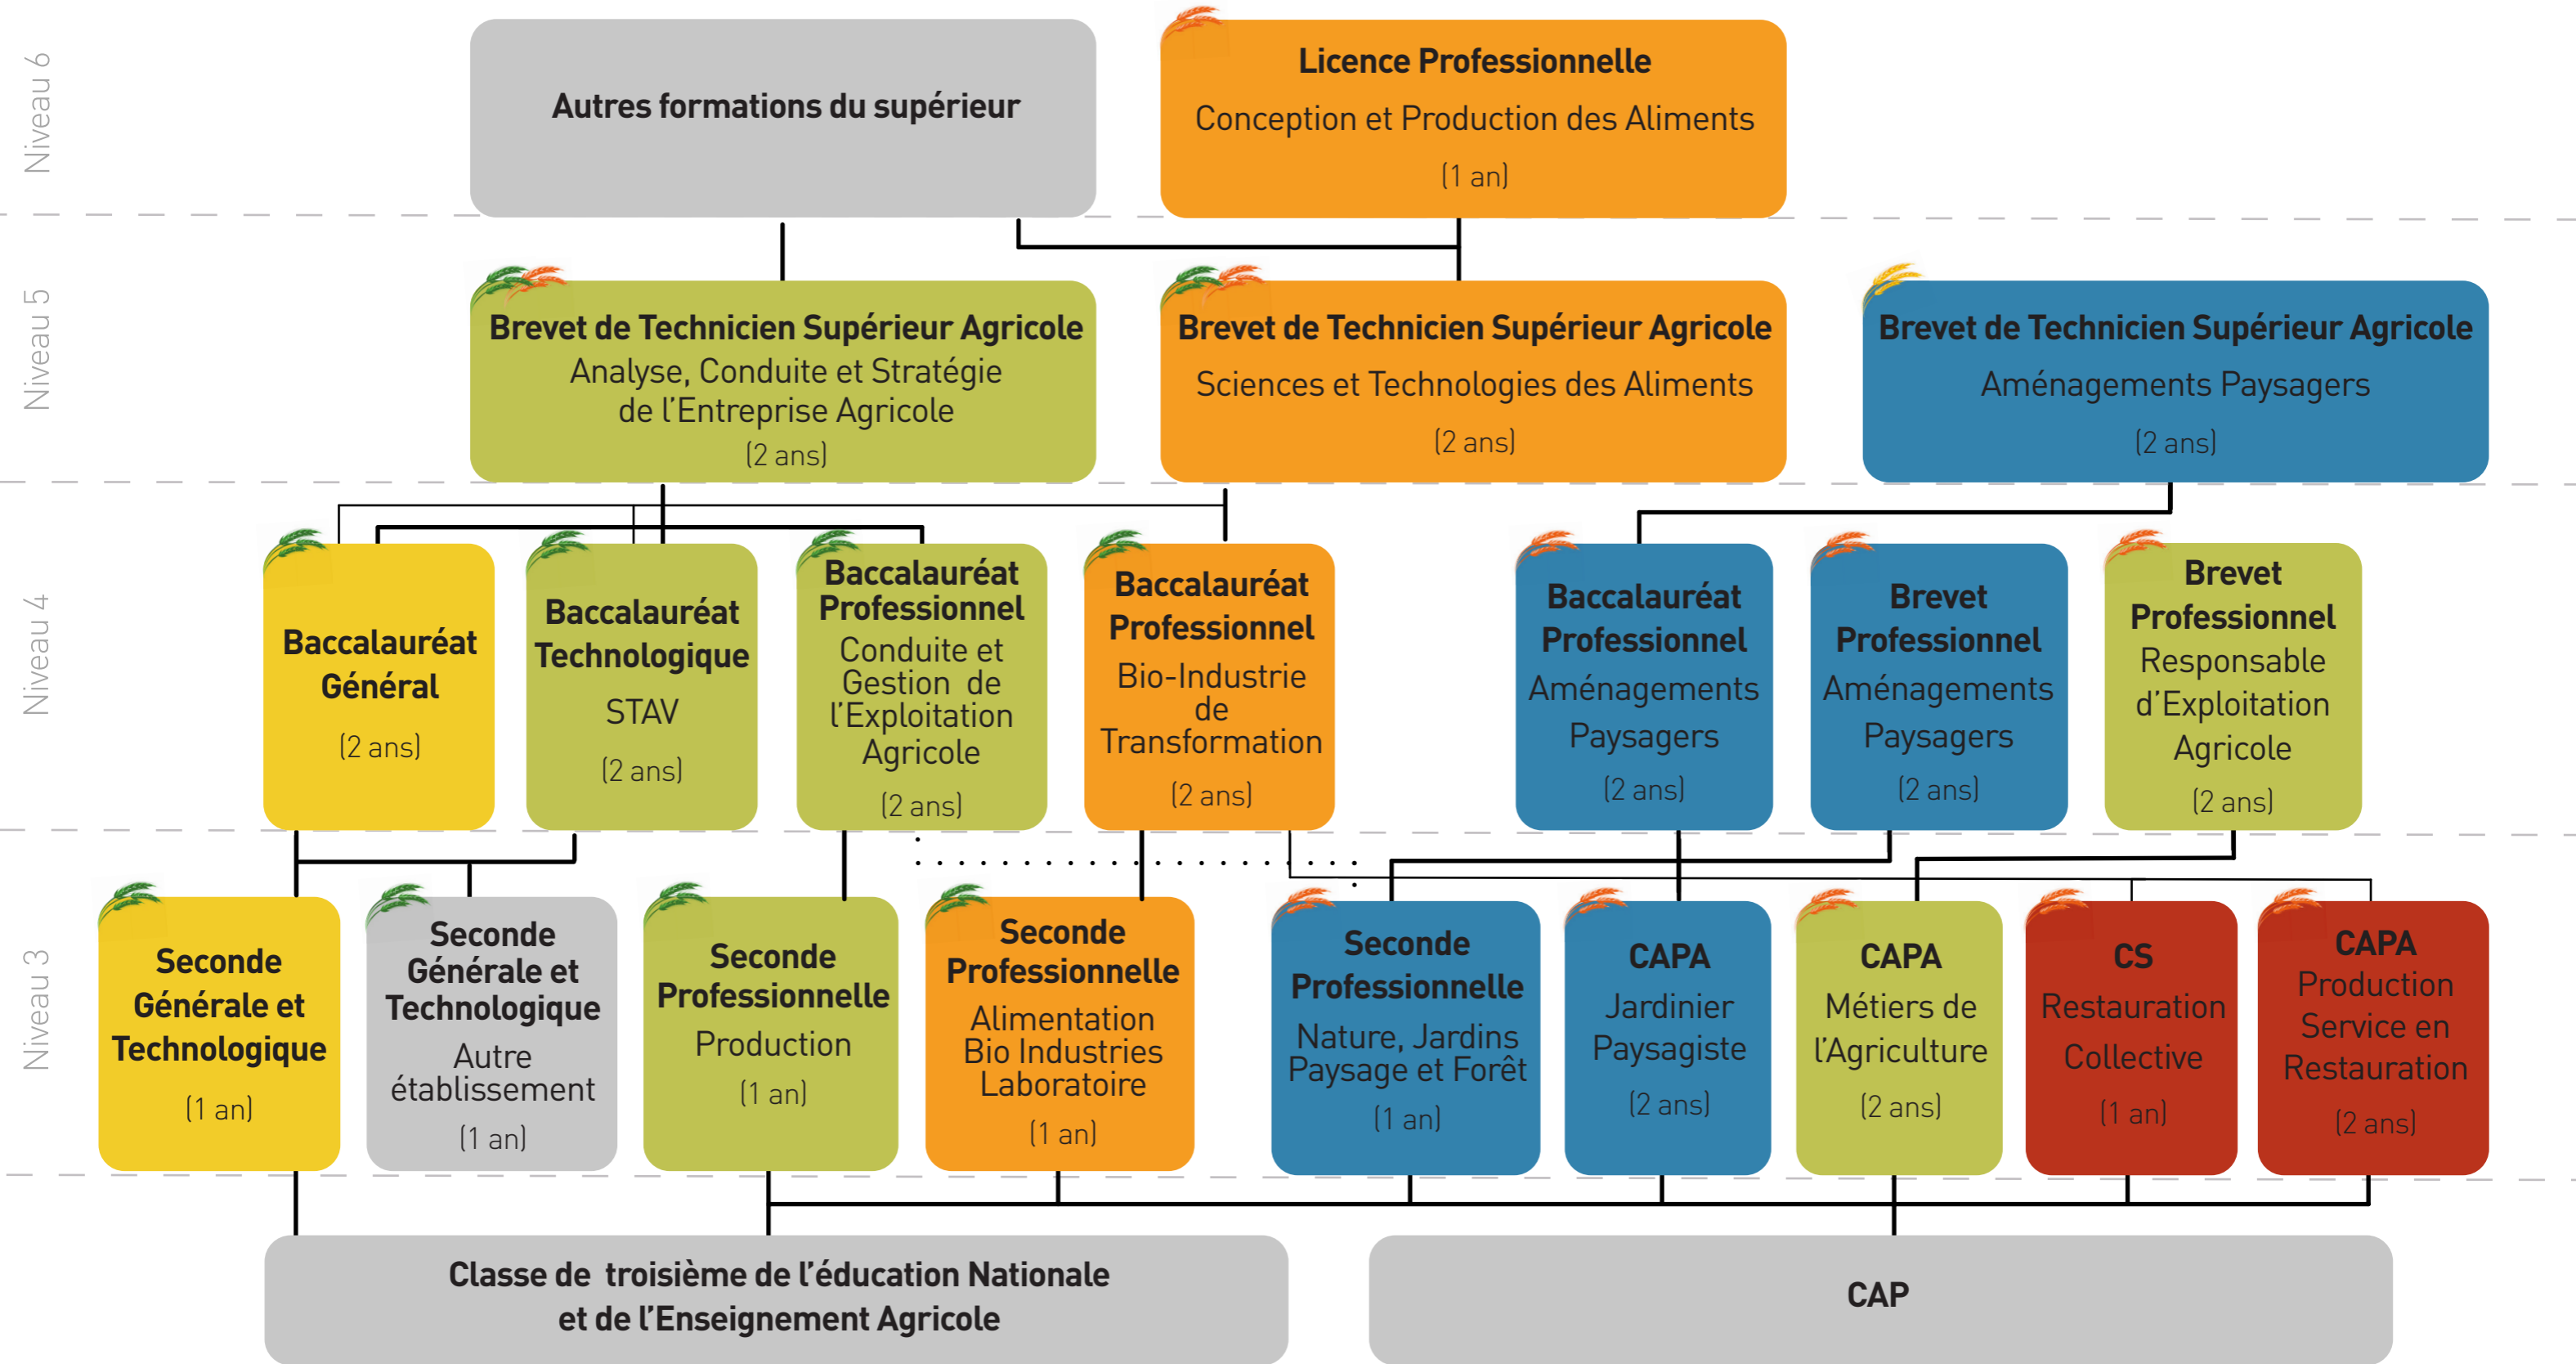 Niveau 6
Autres formations du supérieur
Licence Professionnelle
Conception et Production des Aliments
(1 an)
Niveau 5
Brevet de Technicien Supérieur Agricole
Analyse, Conduite et Stratégie
de l'Entreprise Agricole
(2 ans)
Brevet de Technicien Supérieur Agricole
Sciences et Technologies des Aliments
(2 ans)
Brevet de Technicien Supérieur Agricole
Aménagements Paysagers
(2 ans)
Niveau 4
Baccalauréat
Général
(2 ans)
Baccalauréat
Technologique
STAV
(2 ans)
Baccalauréat
Professionnel
Conduite et
Gestion de
l'Exploitation
Agricole
(2 ans)
Baccalauréat
Professionnel
Bio-Industrie
de
Transformation
(2 ans)
Baccalauréat
Professionnel
Aménagements
Paysagers
(2 ans)
Brevet
Professionnel
Aménagements
Paysagers
(2 ans)
Brevet
Professionnel
Responsable
d'Exploitation
Agricole
(2 ans)
Niveau 3
Seconde
Générale et
Technologique
(1 an)
Seconde
Générale et
Technologique
Autre
établissement
(1 an)
Seconde
Professionnelle
Production
(1 an)
Seconde
Professionnelle
Alimentation
Bio Industries
Laboratoire
(1 an)
Seconde
Professionnelle
Nature, Jardins
Paysage et Forêt
(1 an)
CAPA
Jardinier
Paysagiste
(2 ans)
CAPA
Métiers de
l'Agriculture
(2 ans)
CS
Restauration
Collective
(1 an)
CAPA
Production
Service en
Restauration
(2 ans)
Classe de troisième de l'éducation Nationale
et de l'Enseignement Agricole
CAP